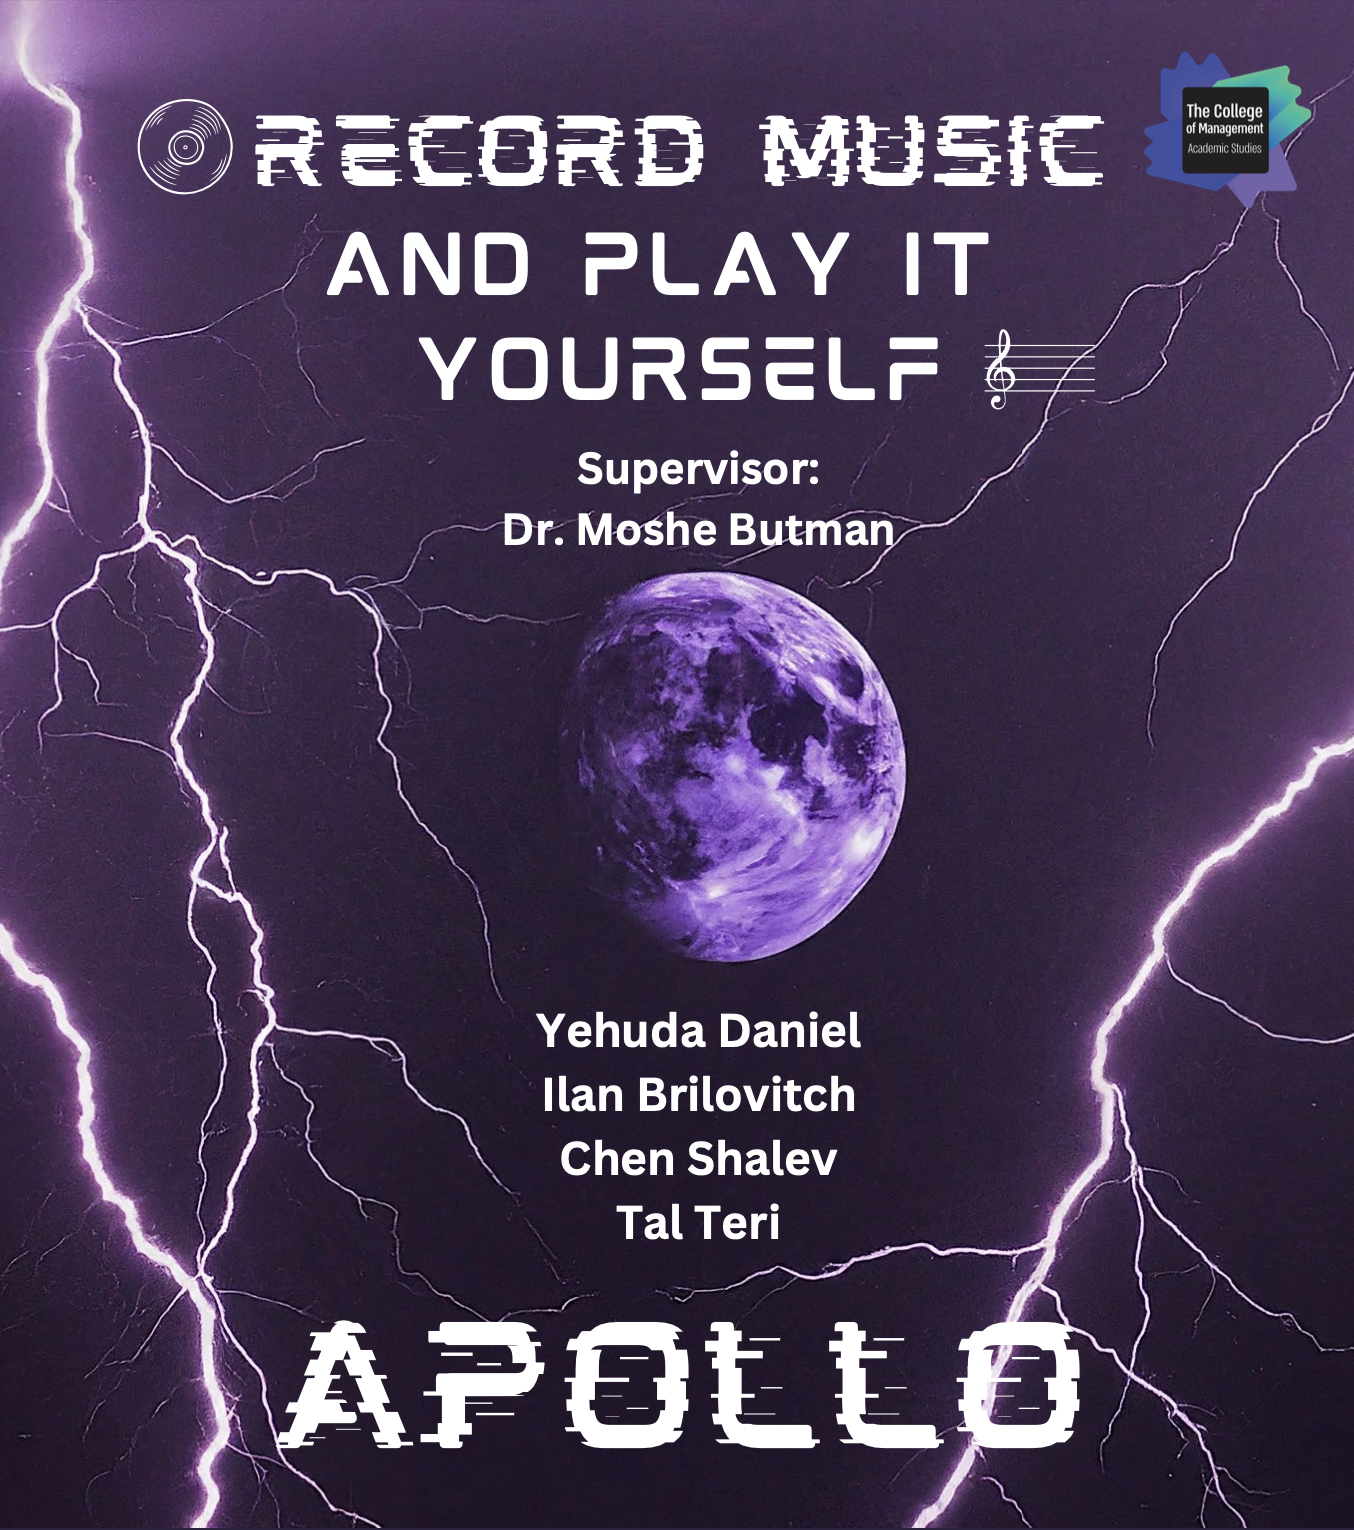 RECORD MUSIC
The College
of Management
Academic Studies
AND PLAY IT
YOURSELF
Supervisor:
Dr. Moshe Butman
Yehuda Daniel
Ilan Brilovitch
Chen Shalev
Tal Teri
APOLLO